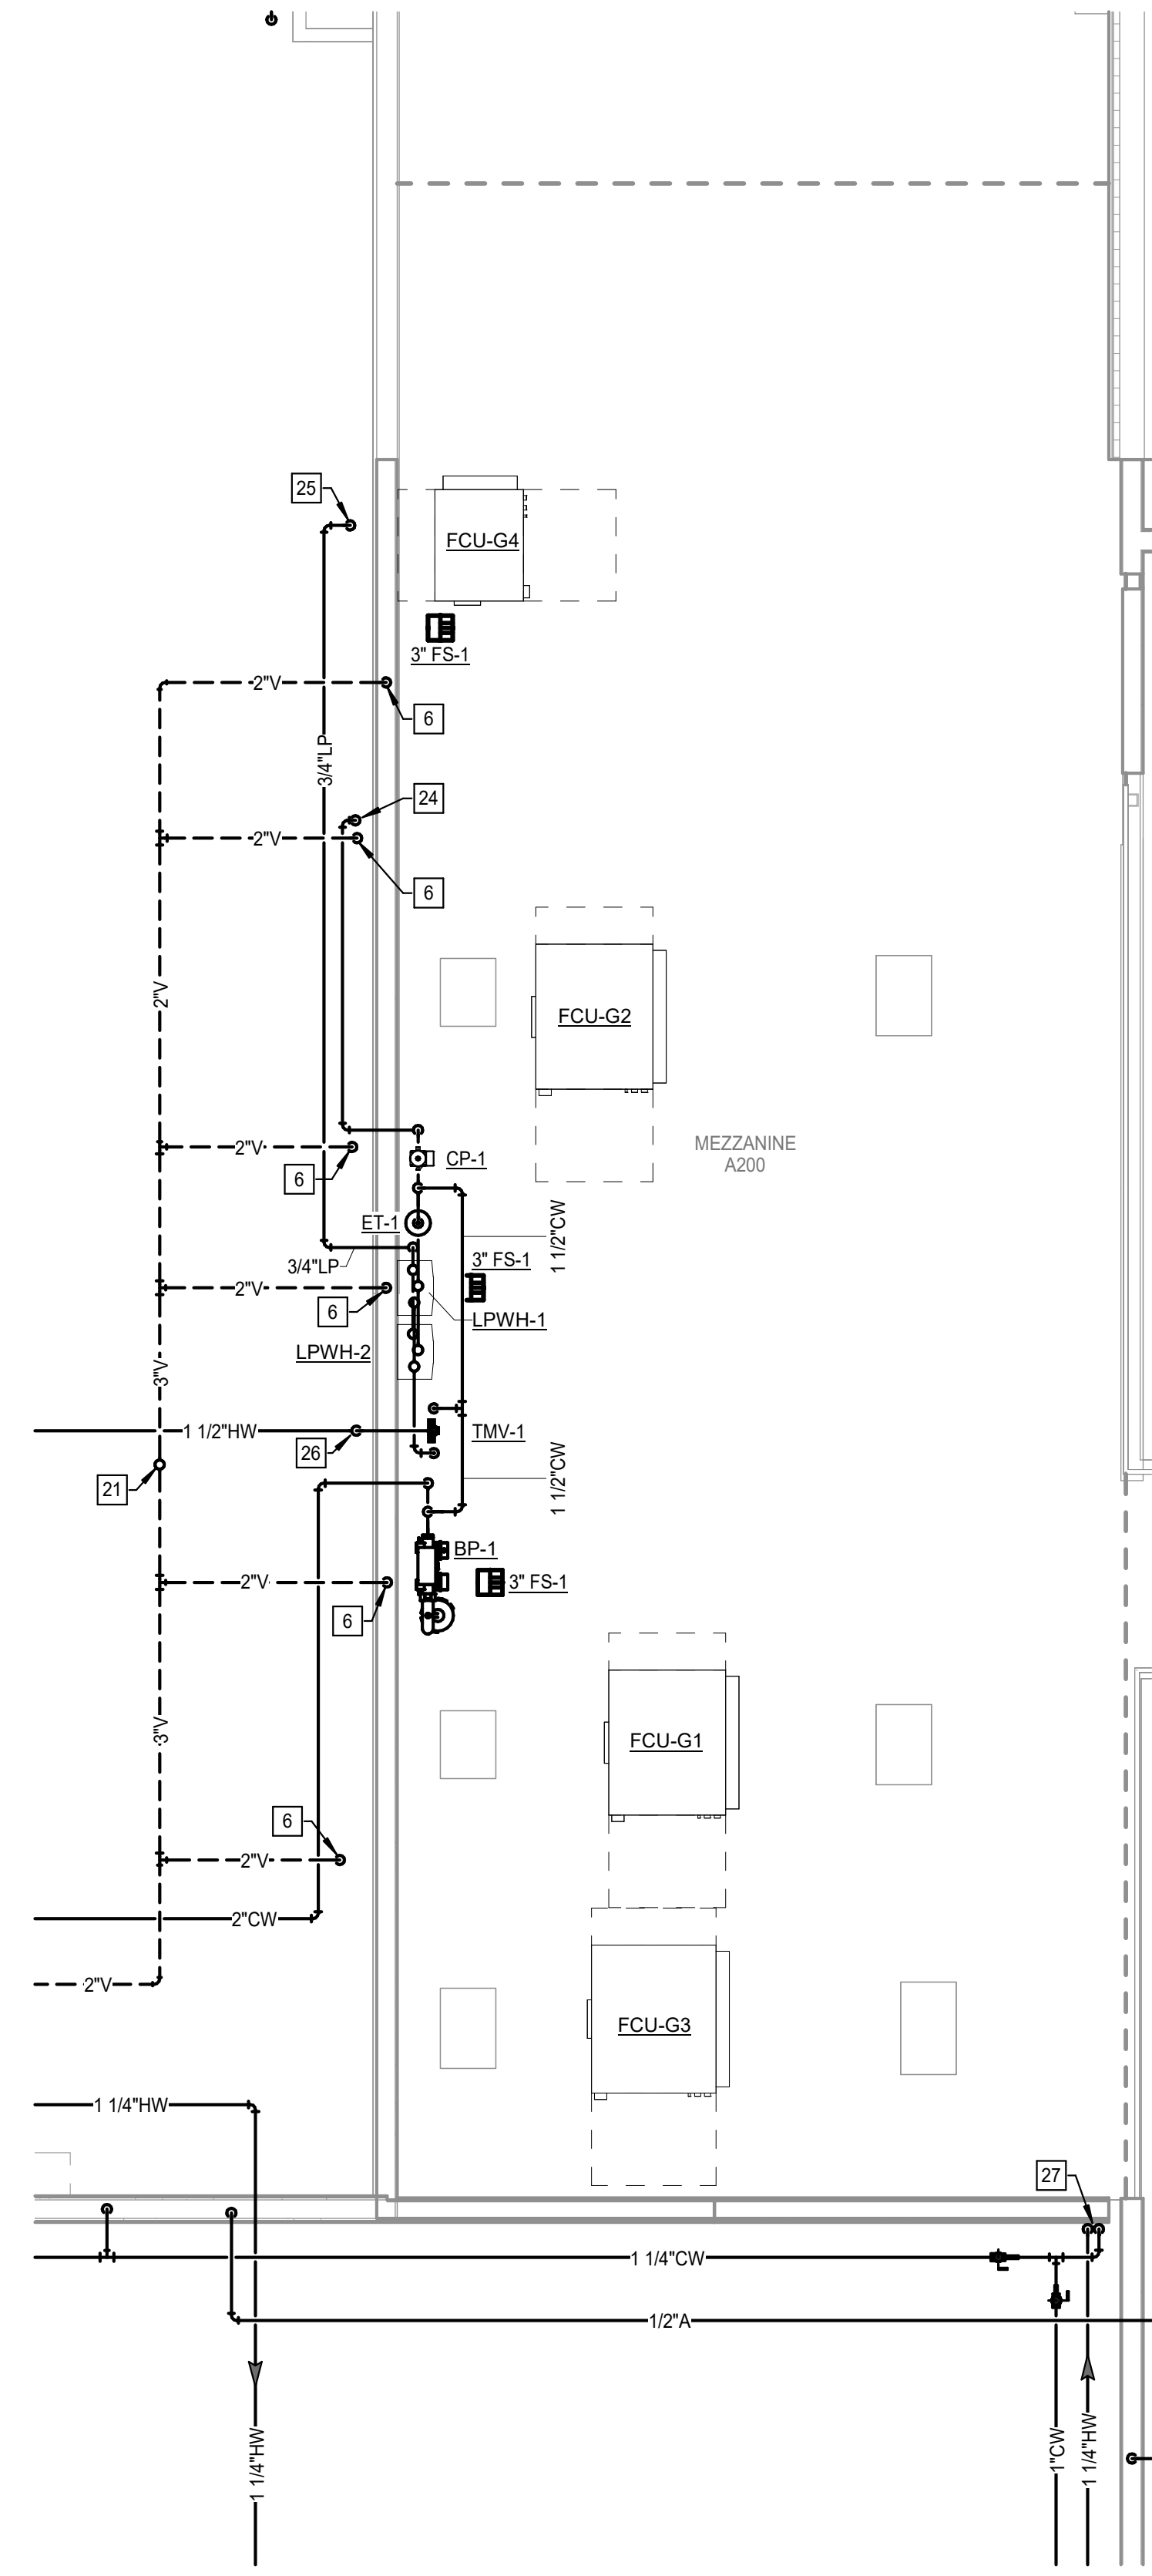 25
FCU-G4
3" FS-1
2"V
6
3/4"LP
24
2"V
6
2"V
FCU-G2
MEZZANINE
A200
2"V
CP-1
6
ET-1
1 1/2"CW
3/4"LP
3" FS-1
2"V
6
LPWH-1
LPWH-2
3"V
1 1/2"HW
TMV-1
26
21
1 1/2"CW
BP-1
2"V
3" FS-1
6
3"V
FCU-G1
6
2"V
2"CW
2"V
FCU-G3
1 1/4"HW
27
1 1/4"CW
1/2"A
1 1/4"HW
1"CW
1 1/4"HW